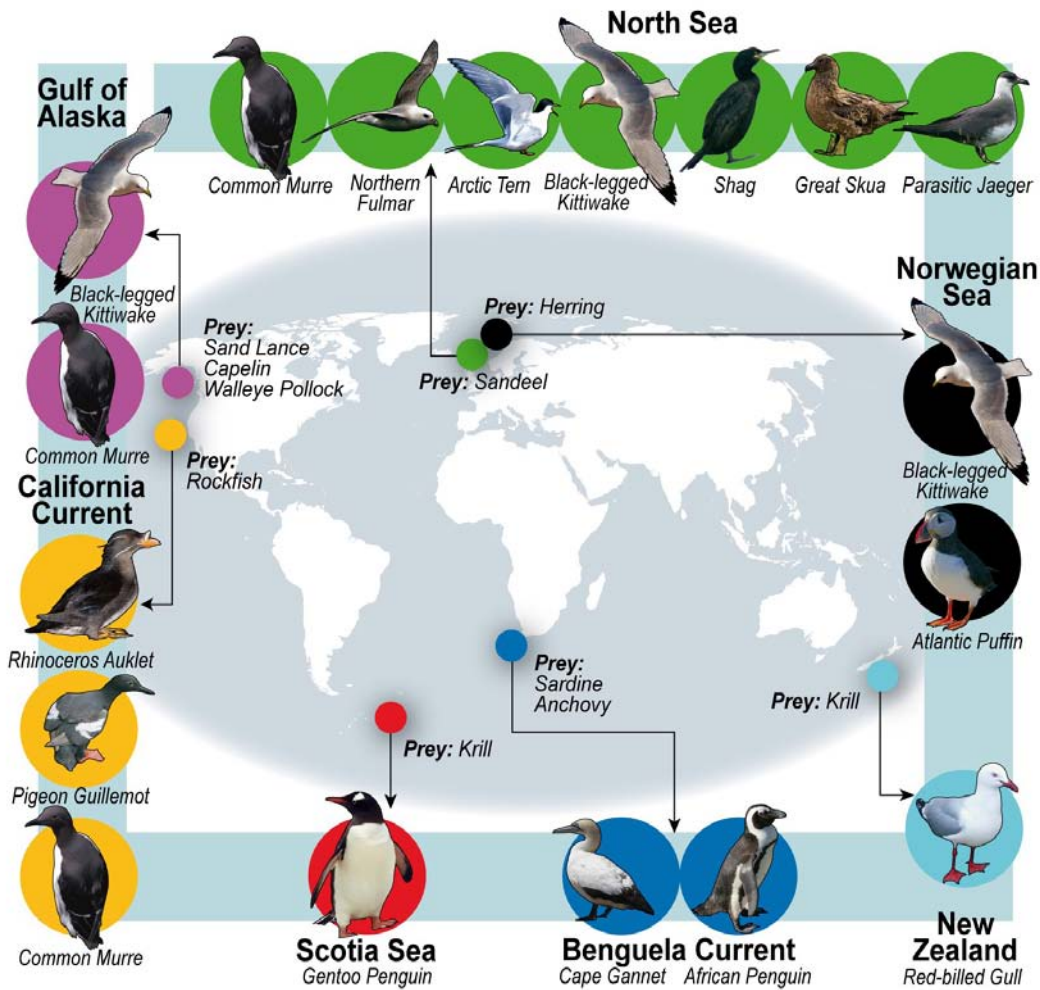 North Sea
Gulf of
Alaska
Common Murre
Northern
Fulmar
Arctic Tern
Black-legged
Kittiwake
Shag
Great Skua
Parasitic Jaeger
Norwegian
Sea
Black-legged
Kittiwake
Prey:
Sand Lance
Capelin
Walleye Pollock
Prey: Herring
Prey: Sandeel
Common Murre
Prey:
Rockfish
California
Current
Black-legged
Kittiwake
Rhinoceros Auklet
Atlantic Puffin
Prey:
Sardine
Anchovy
Prey: Krill
Prey: Krill
Pigeon Guillemot
Common Murre
Scotia Sea
Gentoo Penguin
Benguela Current
Cape Gannet
African Penguin
New
Zealand
Red-billed Gull